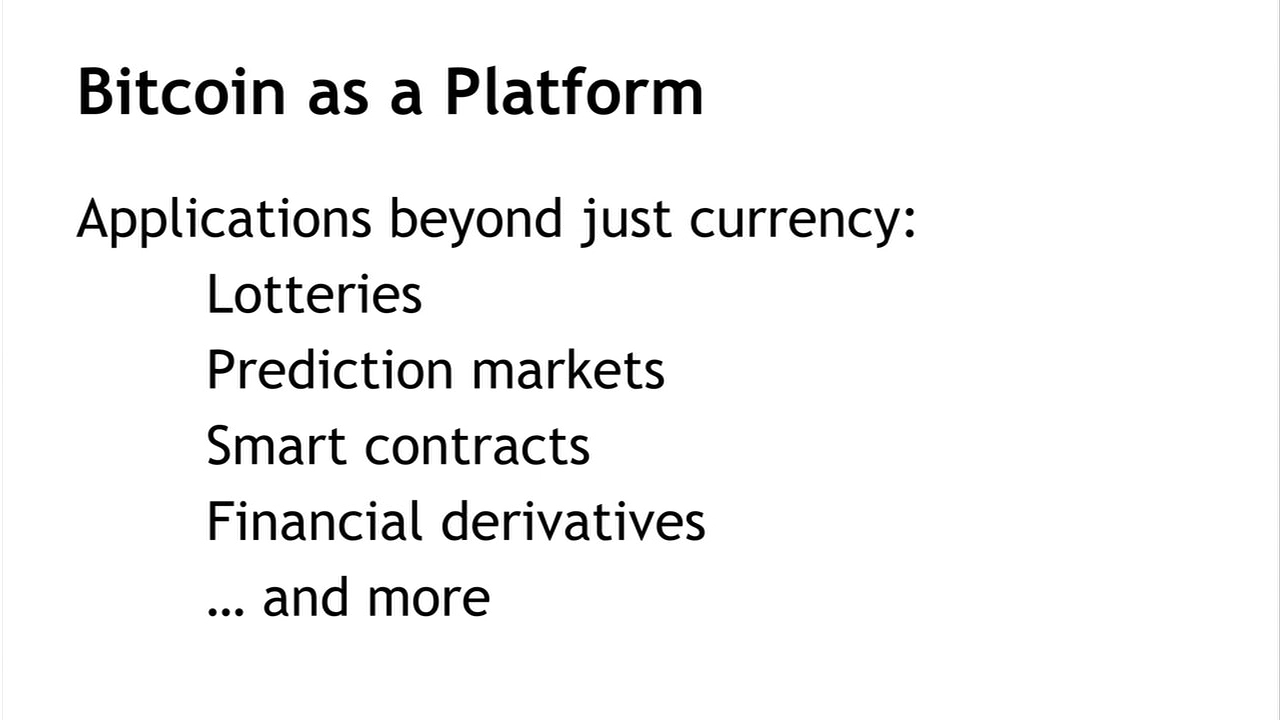 Bitcoin as a Platform
Applications beyond just currency:
Lotteries
Prediction markets
Smart contracts
Financial derivatives
... and more